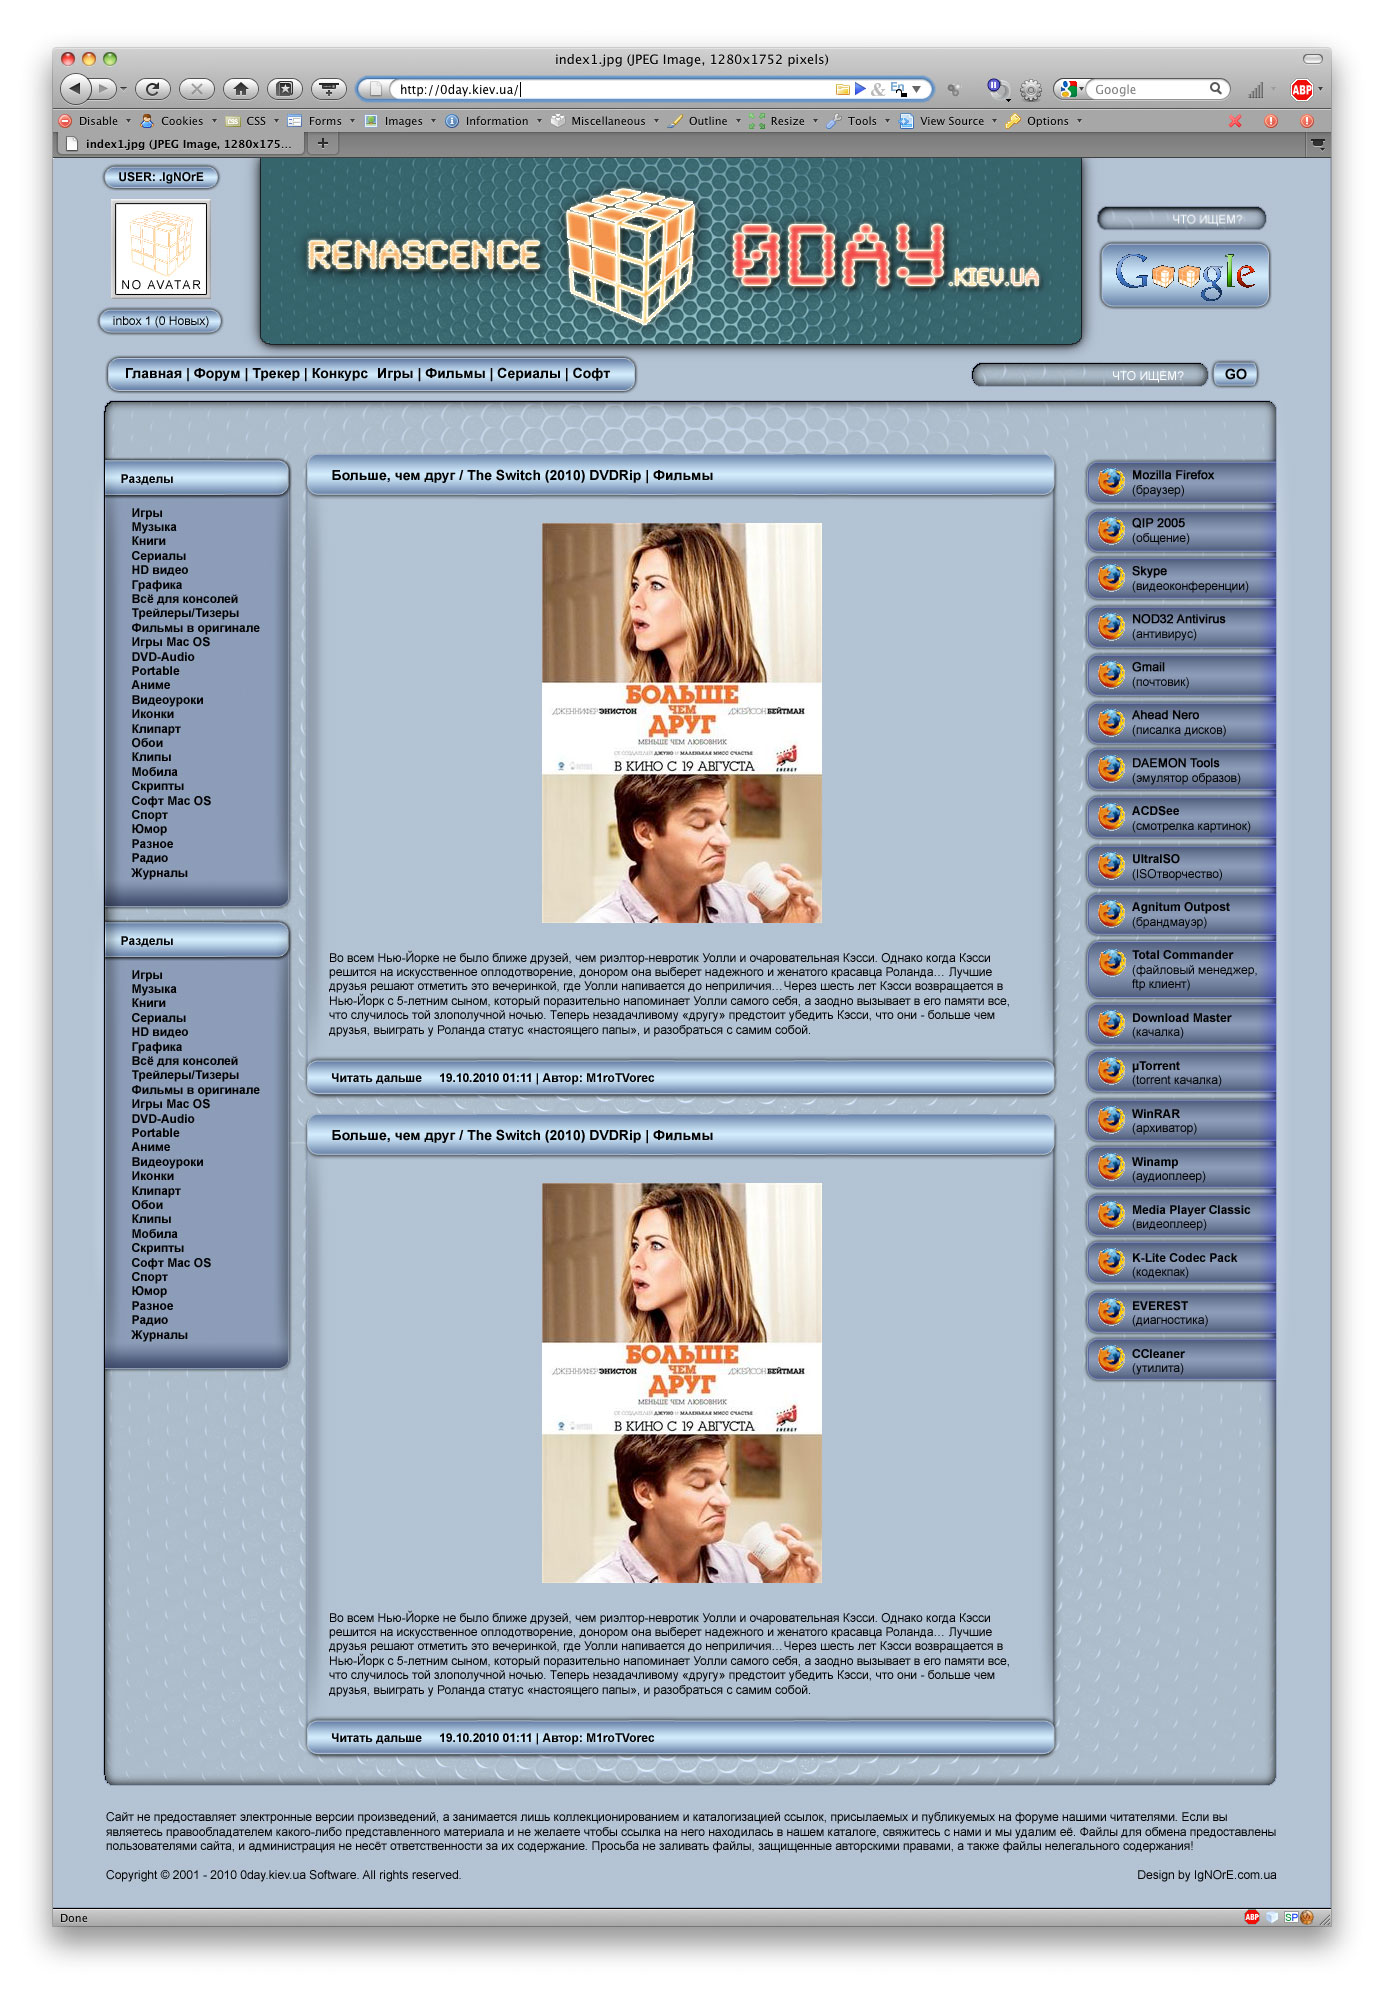 index1.jpg (JPEG Image, 1280x1752 pixels)
http://0day.kiev.ua/
Google
ABP
Disable Cookies CSS Forms Images Information Miscellaneous Outline Resize Tools View Source Options
index1.jpg (JPEG Image, 1280x175...
USER: .IgNOrE
NO AVATAR
inbox 1 (0 Новых)
RENASCENCE 0DAY.KIEV.UA
ЧТО ИЩЕМ?
Google
Главная | Форум | Трекер | Конкурс Игры | Фильмы | Сериалы | Софт
ЧТО ИЩЕМ? GO
Разделы
Игры
Музыка
Книги
Сериалы
HD видео
Графика
Всё для консолей
Трейлеры/Тизеры
Фильмы в оригинале
Игры Mac OS
DVD-Audio
Portable
Аниме
Видеоуроки
Иконки
Клипарт
Обои
Клипы
Мобила
Скрипты
Софт Mac OS
Спорт
Юмор
Разное
Радио
Журналы
Разделы
Игры
Музыка
Книги
Сериалы
HD видео
Графика
Всё для консолей
Трейлеры/Тизеры
Фильмы в оригинале
Игры Mac OS
DVD-Audio
Portable
Аниме
Видеоуроки
Иконки
Клипарт
Обои
Клипы
Мобила
Скрипты
Софт Mac OS
Спорт
Юмор
Разное
Радио
Журналы
Больше, чем друг / The Switch (2010) DVDRip | Фильмы
БОЛЬШЕ
ДЖЕННИФЕР ЭНИСТОН ЧЕМ ДЖЕЙСОН БЕЙТМАН
ДРУГ
МЕНЬШЕ ЧЕМ ЛЮБОВНИК
ОТ СОЗДАТЕЛЕЙ ДЖУНО И МАЛЕНЬКАЯ МИСС СЧАСТЬЕ
В КИНО С 19 АВГУСТА
NRJ
ENERGY
Во всем Нью-Йорке не было ближе друзей, чем риэлтор-невротик Уолли и очаровательная Кэсси. Однако когда Кэсси
решится на искусственное оплодотворение, донором она выберет надежного и женатого красавца Роланда… Лучшие
друзья решают отметить это вечеринкой, где Уолли напивается до неприличия…Через шесть лет Кэсси возвращается в
Нью-Йорк с 5-летним сыном, который поразительно напоминает Уолли самого себя, а заодно вызывает в его памяти все,
что случилось той злополучной ночью. Теперь незадачливому «другу» предстоит убедить Кэсси, что они - больше чем
друзья, выиграть у Роланда статус «настоящего папы», и разобраться с самим собой.
Читать дальше 19.10.2010 01:11 | Автор: M1roTVorec
Больше, чем друг / The Switch (2010) DVDRip | Фильмы
БОЛЬШЕ
ДЖЕННИФЕР ЭНИСТОН ЧЕМ ДЖЕЙСОН БЕЙТМАН
ДРУГ
МЕНЬШЕ ЧЕМ ЛЮБОВНИК
ОТ СОЗДАТЕЛЕЙ ДЖУНО И МАЛЕНЬКАЯ МИСС СЧАСТЬЕ
В КИНО С 19 АВГУСТА
NRJ
ENERGY
Во всем Нью-Йорке не было ближе друзей, чем риэлтор-невротик Уолли и очаровательная Кэсси. Однако когда Кэсси
решится на искусственное оплодотворение, донором она выберет надежного и женатого красавца Роланда… Лучшие
друзья решают отметить это вечеринкой, где Уолли напивается до неприличия…Через шесть лет Кэсси возвращается в
Нью-Йорк с 5-летним сыном, который поразительно напоминает Уолли самого себя, а заодно вызывает в его памяти все,
что случилось той злополучной ночью. Теперь незадачливому «другу» предстоит убедить Кэсси, что они - больше чем
друзья, выиграть у Роланда статус «настоящего папы», и разобраться с самим собой.
Читать дальше 19.10.2010 01:11 | Автор: M1roTVorec
Mozilla Firefox
(браузер)
QIP 2005
(общение)
Skype
(видеоконференции)
NOD32 Antivirus
(антивирус)
Gmail
(почтовик)
Ahead Nero
(писалка дисков)
DAEMON Tools
(эмулятор образов)
ACDSee
(смотрелка картинок)
UltraISO
(ISOтворчество)
Agnitum Outpost
(брандмауэр)
Total Commander
(файловый менеджер,
ftp клиент)
Download Master
(качалка)
µTorrent
(torrent качалка)
WinRAR
(архиватор)
Winamp
(аудиоплеер)
Media Player Classic
(видеоплеер)
K-Lite Codec Pack
(кодекпак)
EVEREST
(диагностика)
CCleaner
(утилита)
Сайт не предоставляет электронные версии произведений, а занимается лишь коллекционированием и каталогизацией ссылок, присылаемых и публикуемых на форуме нашими читателями. Если вы
являетесь правообладателем какого-либо представленного материала и не желаете чтобы ссылка на него находилась в нашем каталоге, свяжитесь с нами и мы удалим её. Файлы для обмена предоставлены
пользователями сайта, и администрация не несёт ответственности за их содержание. Просьба не заливать файлы, защищенные авторскими правами, а также файлы нелегального содержания!
Copyright © 2001 - 2010 0day.kiev.ua Software. All rights reserved.
Design by IgNOrE.com.ua
Done
ABP SP